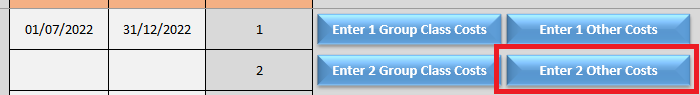 01/07/2022 31/12/2022 1 Enter 1 Group Class Costs Enter 1 Other Costs
2 Enter 2 Group Class Costs Enter 2 Other Costs